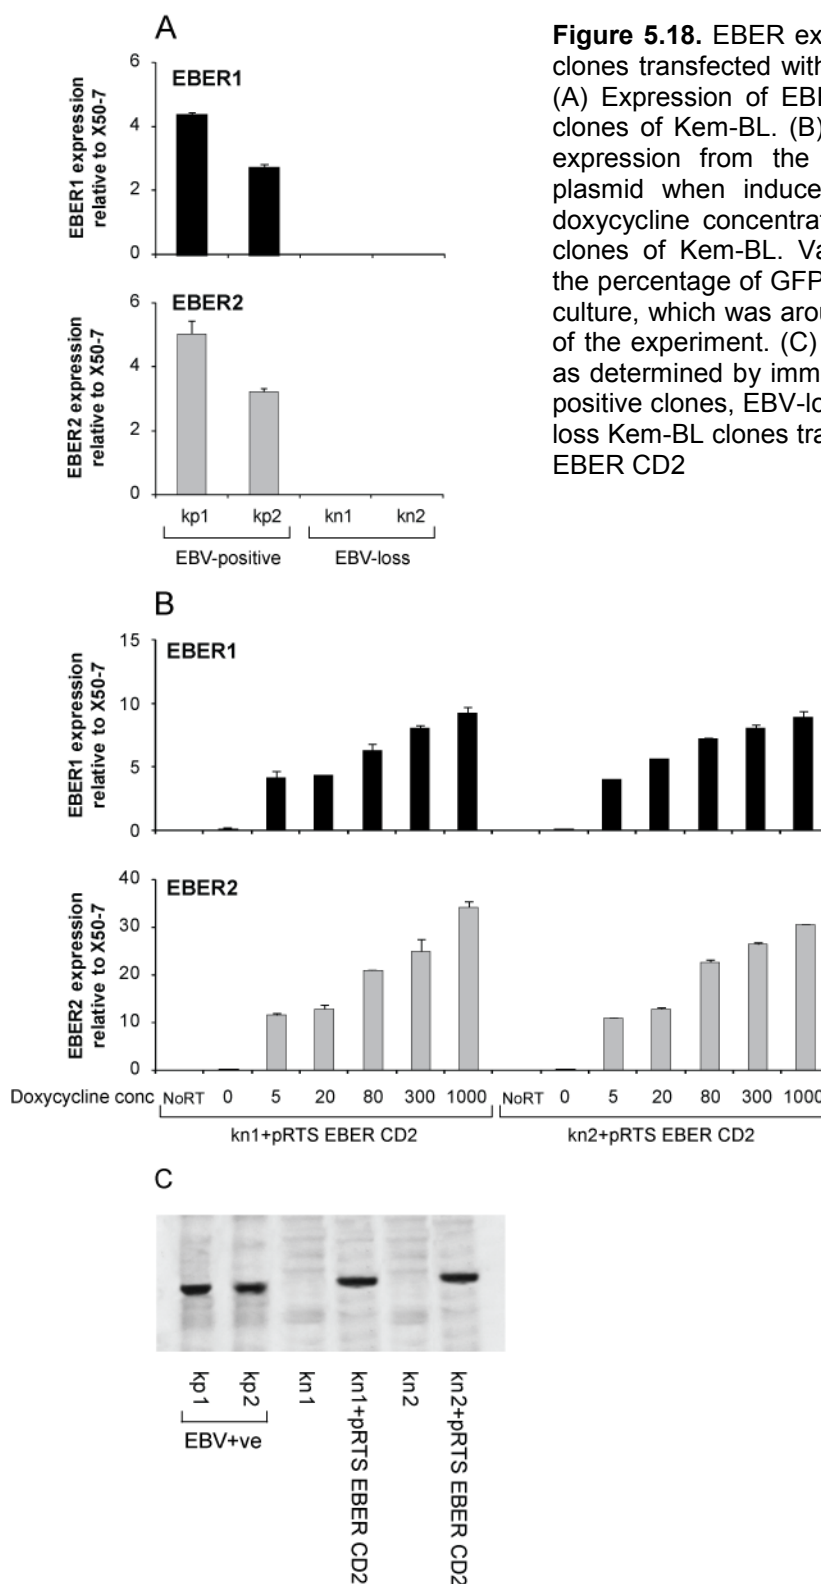 A
Figure 5.18. EBER ex
clones transfected with
(A) Expression of EB
clones of Kem-BL. (B)
expression from the
plasmid when induce
doxycycline concentra
clones of Kem-BL. Va
the percentage of GFP
culture, which was arou
of the experiment. (C)
as determined by imm
positive clones, EBV-lo
loss Kem-BL clones tra
EBER CD2
EBER1 expression
relative to X50-7
EBER1
6
4
2
0
EBER2 expression
relative to X50-7
EBER2
6
4
2
0
kp1 kp2 kn1 kn2
EBV-positive EBV-loss
B
EBER1 expression
relative to X50-7
EBER1
15
10
5
0
EBER2 expression
relative to X50-7
EBER2
40
30
20
10
0
Doxycycline conc NoRT 0 5 20 80 300 1000 NoRT 0 5 20 80 300 1000
kn1+pRTS EBER CD2 kn2+pRTS EBER CD2
C
kp1
kp2
kn1
kn1+pRTS EBER CD2
kn2
kn2+pRTS EBER CD2
EBV+ve